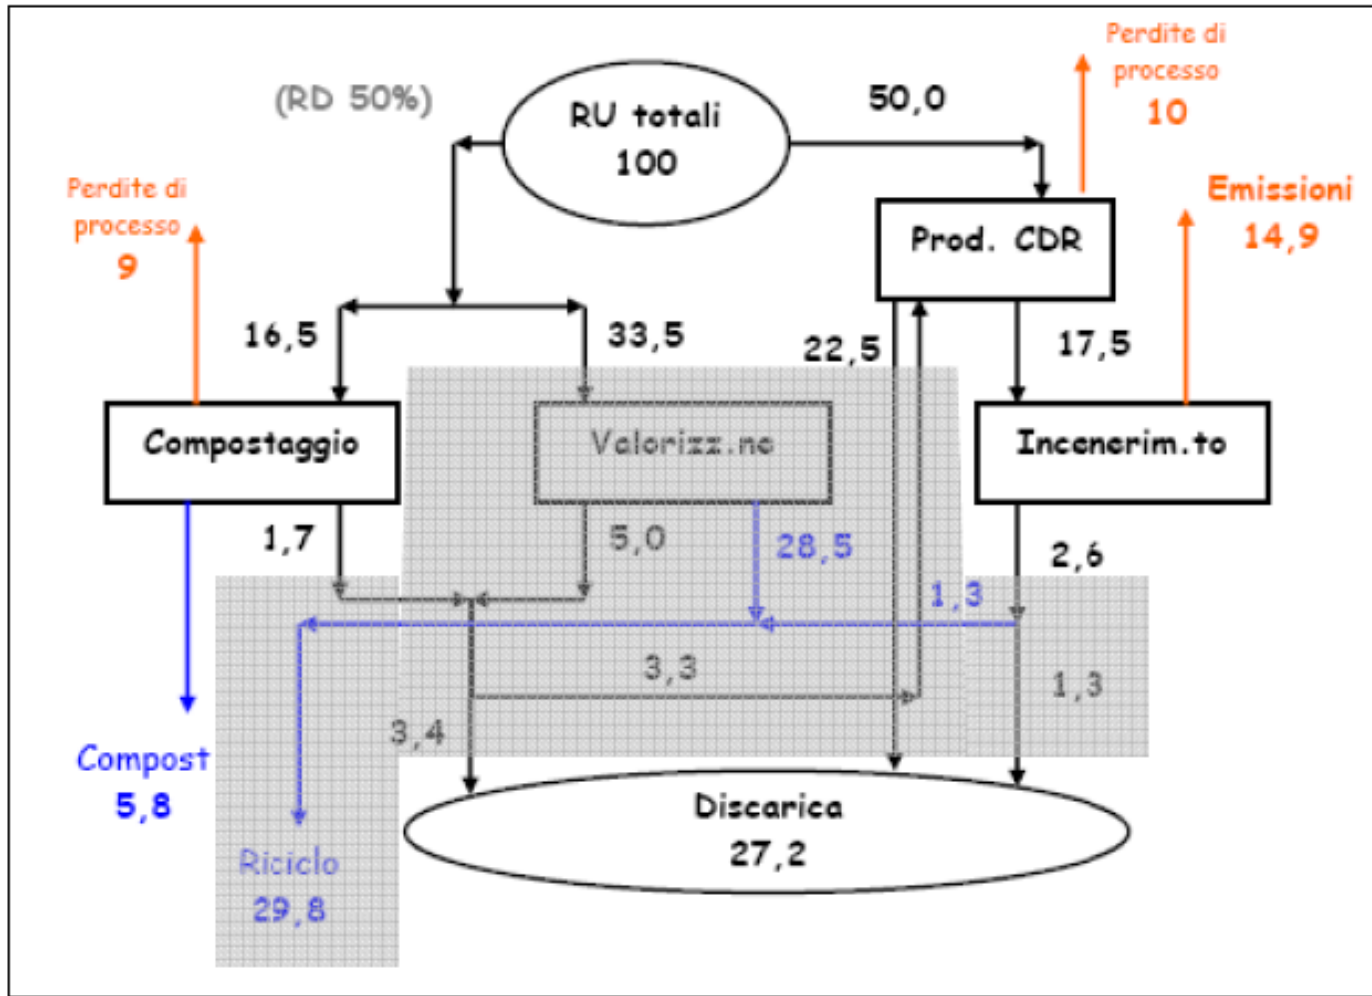 Perdite di
processo
10
(RD 50%)
RU totali
100
50,0
Perdite di
processo
9
Emissioni
14,9
Prod. CDR
16,5
33,5
22,5
17,5
Compostaggio
Valorizz.ne
Incenerim.to
1,7
5,0
28,5
2,6
1,3
3,3
1,3
3,4
Compost
5,8
Discarica
27,2
Riciclo
29,8